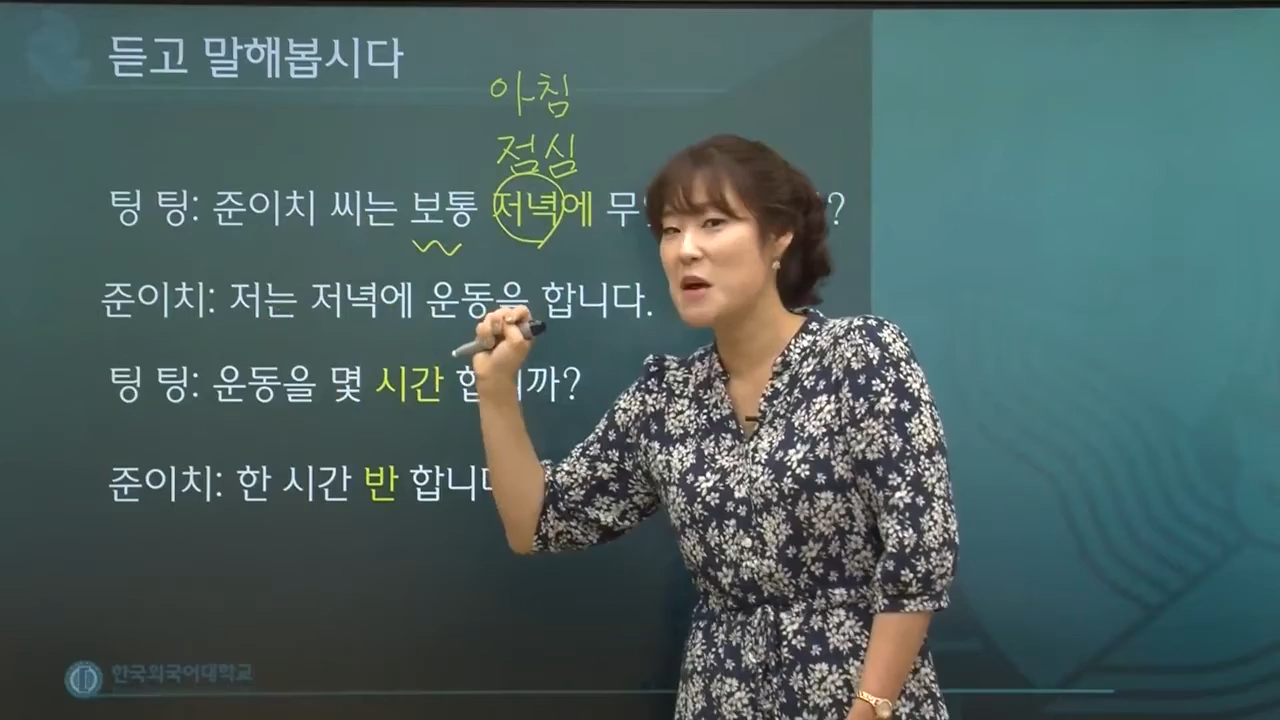 듣고 말해봅시다
아침
점심
팅 팅: 준이치 씨는 보통 저녁에 ?
준이치: 저는 저녁에 운동을 합니다.
팅 팅: 운동을 몇 시간
준이치: 한 시간 반
한국외국어대학교